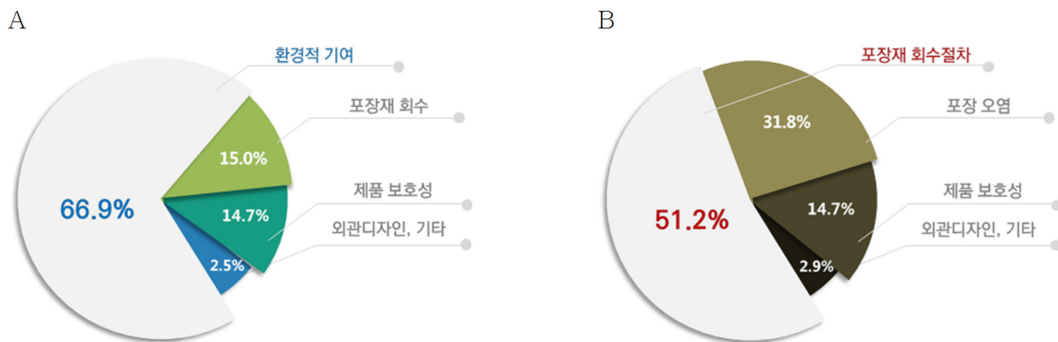 A
환경적 기여
포장재 회수
15.0%
제품 보호성
66.9%
14.7%
외관디자인, 기타
2.5%
B
포장재 회수절차
포장 오염
31.8%
제품 보호성
51.2%
14.7%
외관디자인, 기타
2.9%